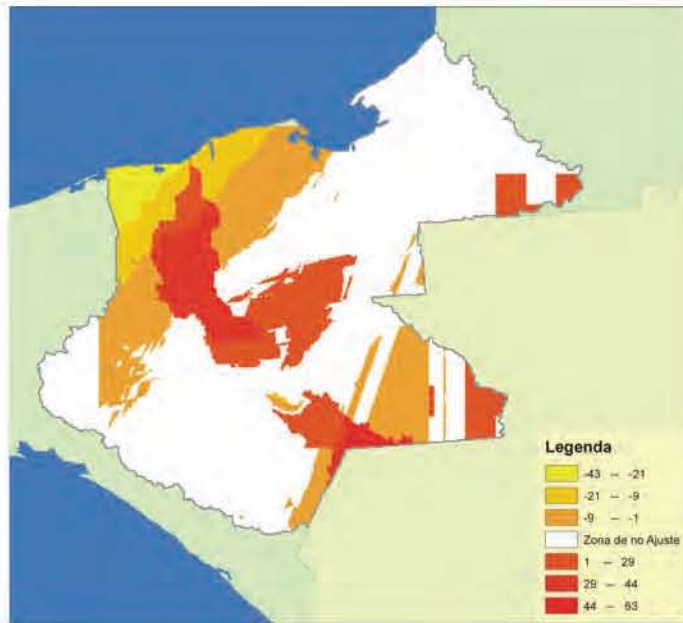 Legenda
-43 -- -21
-21 -- -9
-9 -- -1
Zona de no Ajuste
1 -- 29
29 -- 44
44 -- 63